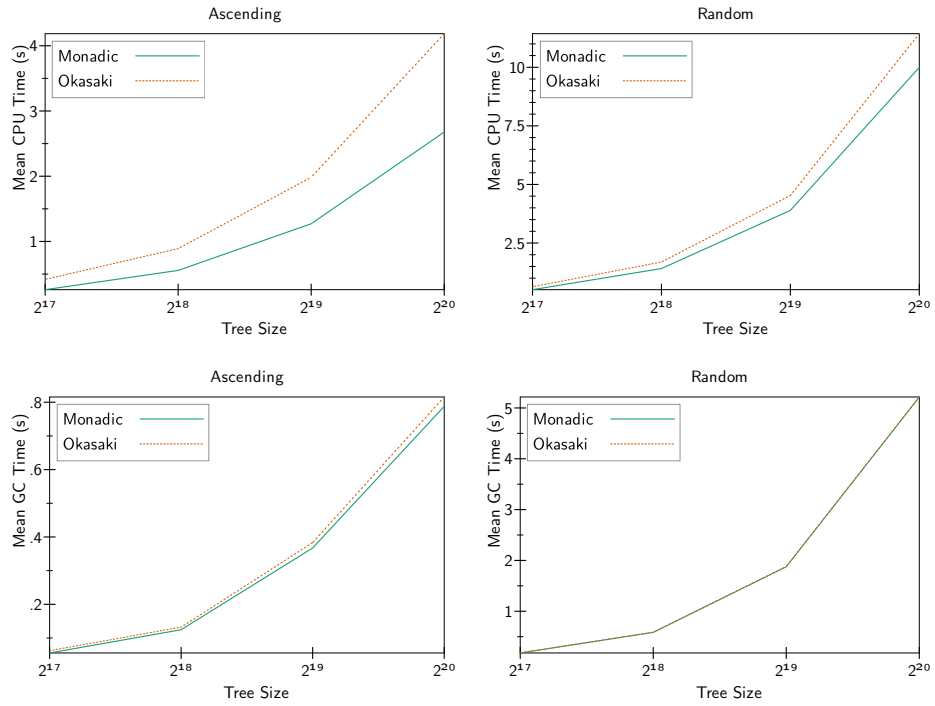 Ascending
Mean CPU Time (s)
4
3
2
1
Monadic
Okasaki
2¹⁷
2¹⁸
2¹⁹
2²⁰
Tree Size
Random
Mean CPU Time (s)
10
7.5
5
2.5
Monadic
Okasaki
2¹⁷
2¹⁸
2¹⁹
2²⁰
Tree Size
Ascending
Mean GC Time (s)
.8
.6
.4
.2
Monadic
Okasaki
2¹⁷
2¹⁸
2¹⁹
2²⁰
Tree Size
Random
Mean GC Time (s)
5
4
3
2
1
Monadic
Okasaki
2¹⁷
2¹⁸
2¹⁹
2²⁰
Tree Size